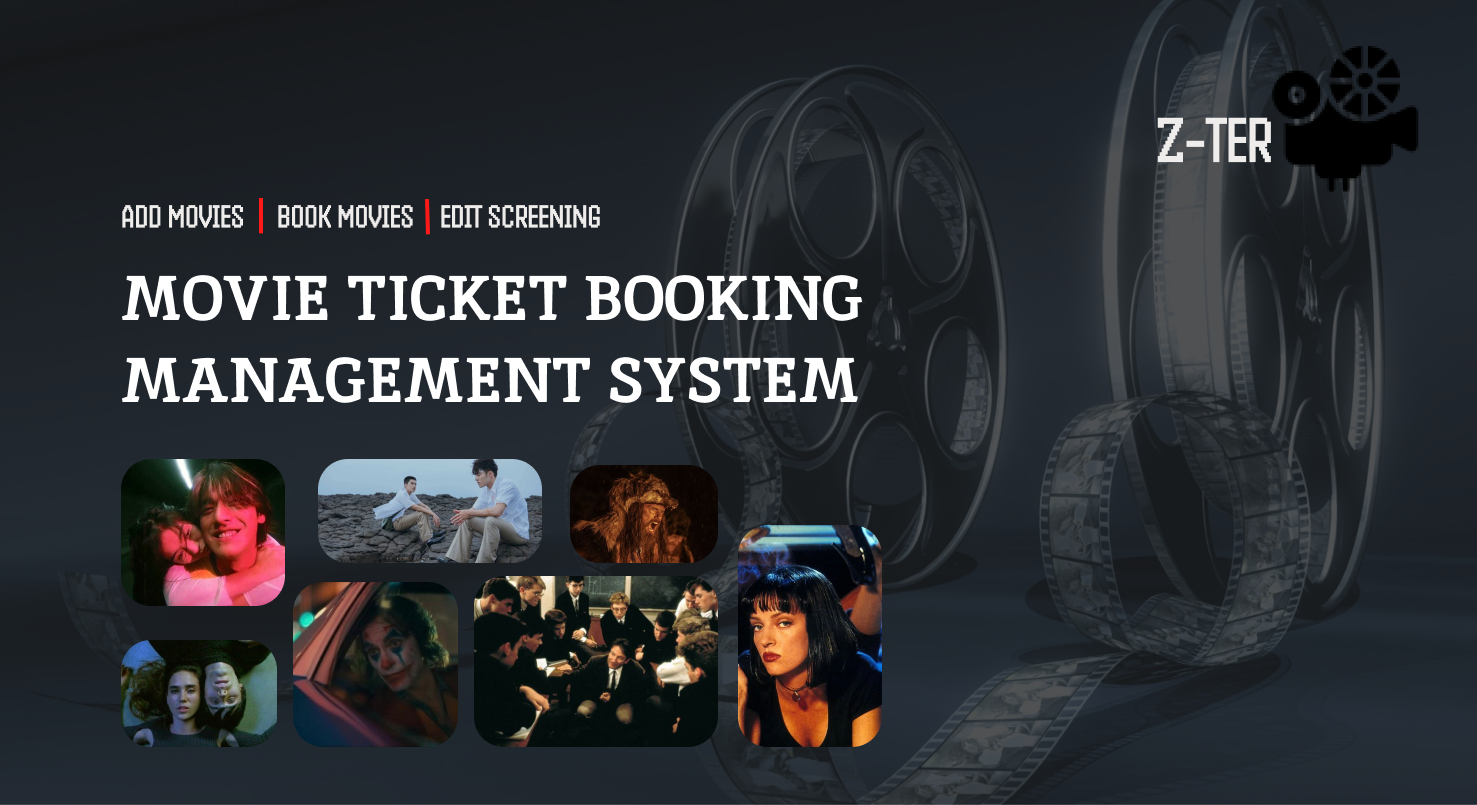 Z-TER
ADD MOVIES | BOOK MOVIES | EDIT SCREENING
MOVIE TICKET BOOKING
MANAGEMENT SYSTEM